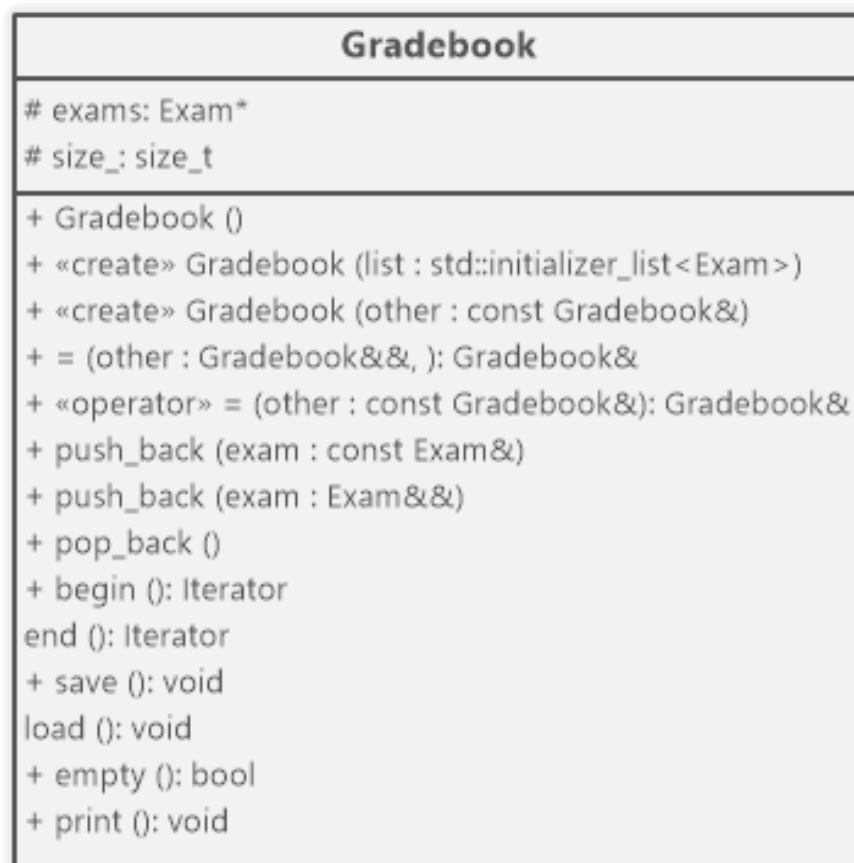 Gradebook
# exams: Exam*
# size_: size_t
+ Gradebook ()
+ «create» Gradebook (list : std::initializer_list<Exam>)
+ «create» Gradebook (other : const Gradebook&)
+ = (other : Gradebook&&, ): Gradebook&
+ «operator» = (other : const Gradebook&): Gradebook&
+ push_back (exam : const Exam&)
+ push_back (exam : Exam&&)
+ pop_back ()
+ begin (): Iterator
end (): Iterator
+ save (): void
load (): void
+ empty (): bool
+ print (): void